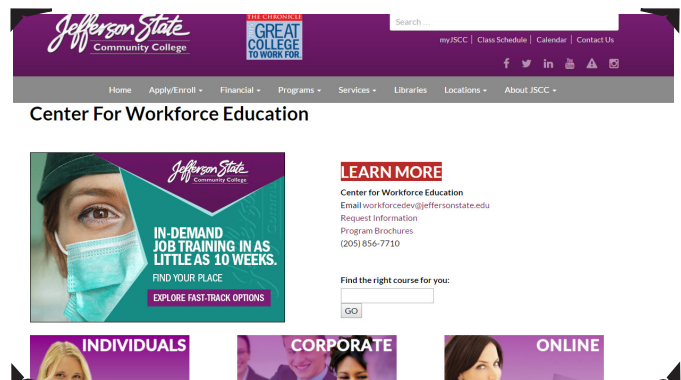 Jefferson State
Community College
THE CHRONICLE
GREAT
COLLEGE
TO WORK FOR
Search ...
myJSCC | Class Schedule | Calendar | Contact Us
Home Apply/Enroll Financial Programs Services Libraries Locations About JSCC
Center For Workforce Education
Jefferson State
Community College
IN-DEMAND
JOB TRAINING IN AS
LITTLE AS 10 WEEKS.
FIND YOUR PLACE
EXPLORE FAST-TRACK OPTIONS
LEARN MORE
Center for Workforce Education
Email workforcedev@jeffersonstate.edu
Request Information
Program Brochures
(205) 856-7710
Find the right course for you:
GO
INDIVIDUALS
CORPORATE
ONLINE